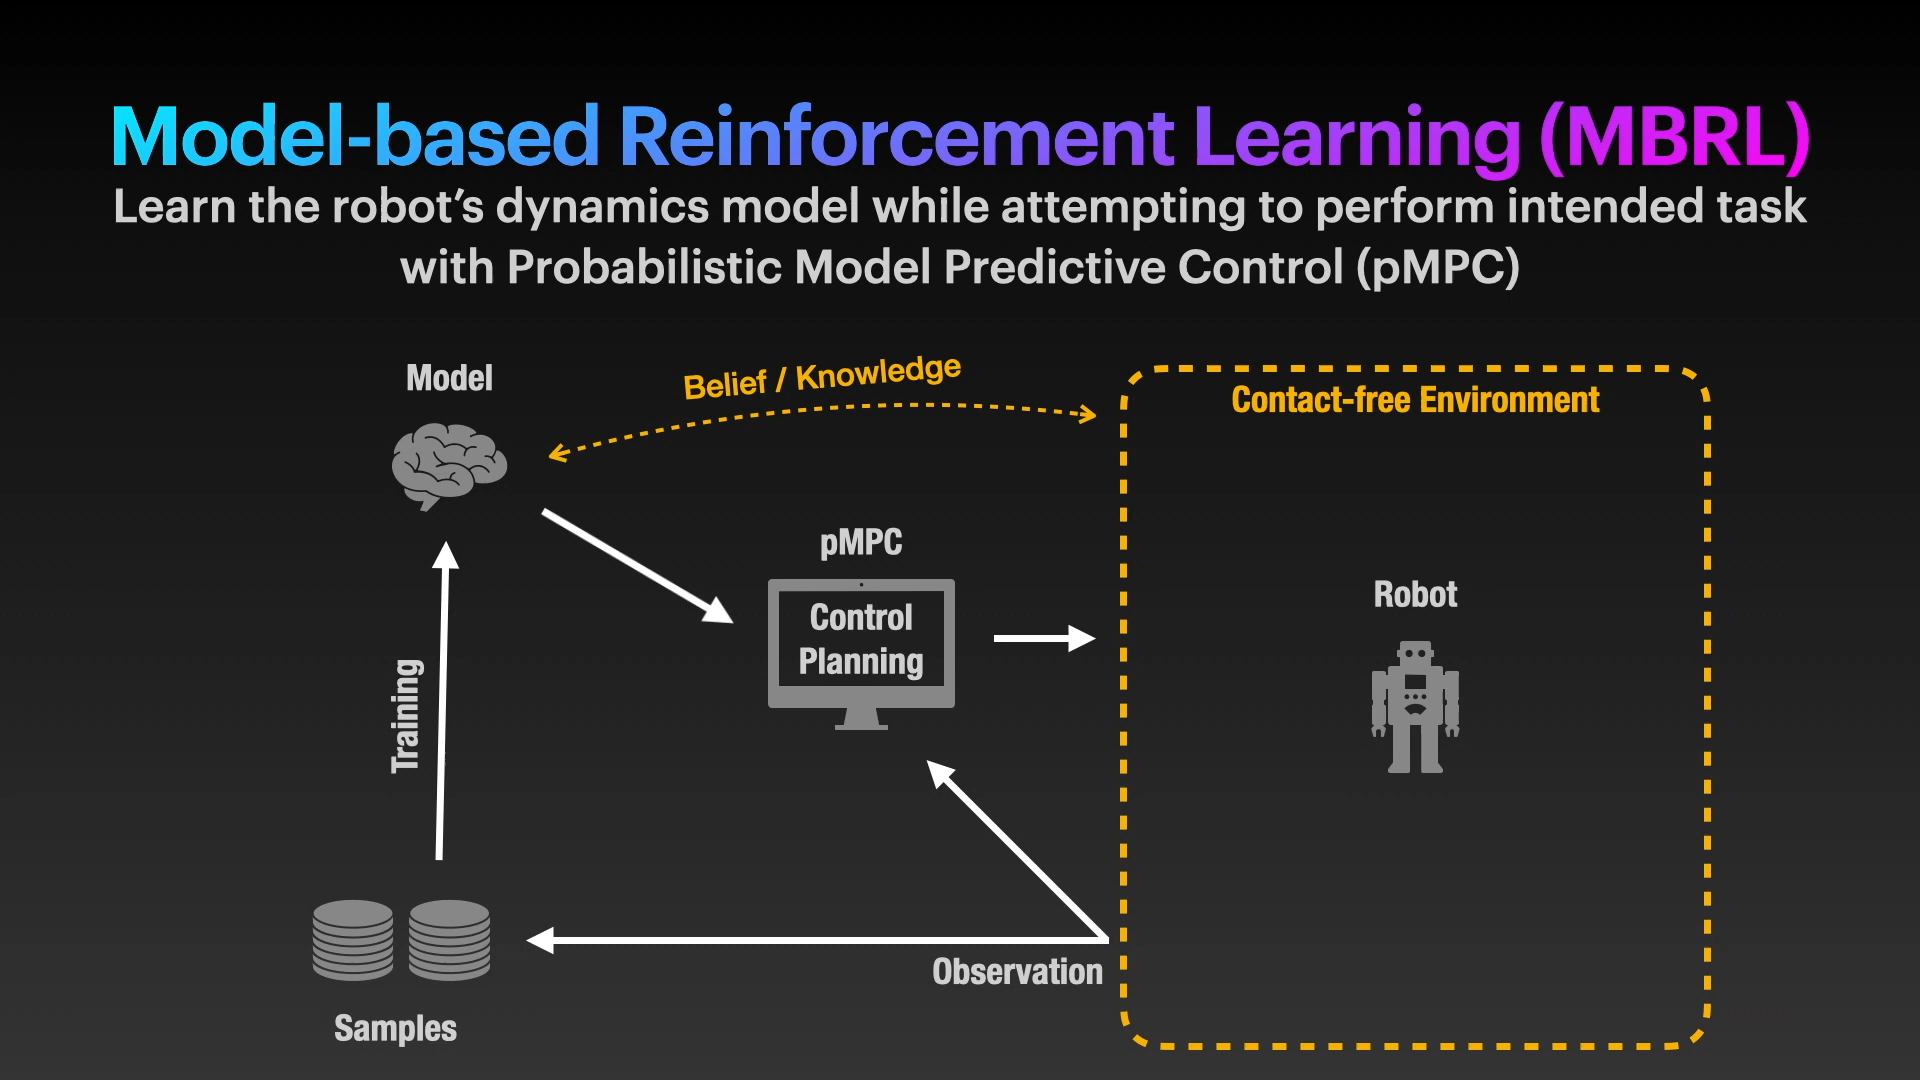 Model-based Reinforcement Learning (MBRL)
Learn the robot’s dynamics model while attempting to perform intended task
with Probabilistic Model Predictive Control (pMPC)
Model
Belief / Knowledge
Contact-free Environment
pMPC
Control
Planning
Robot
Training
Observation
Samples